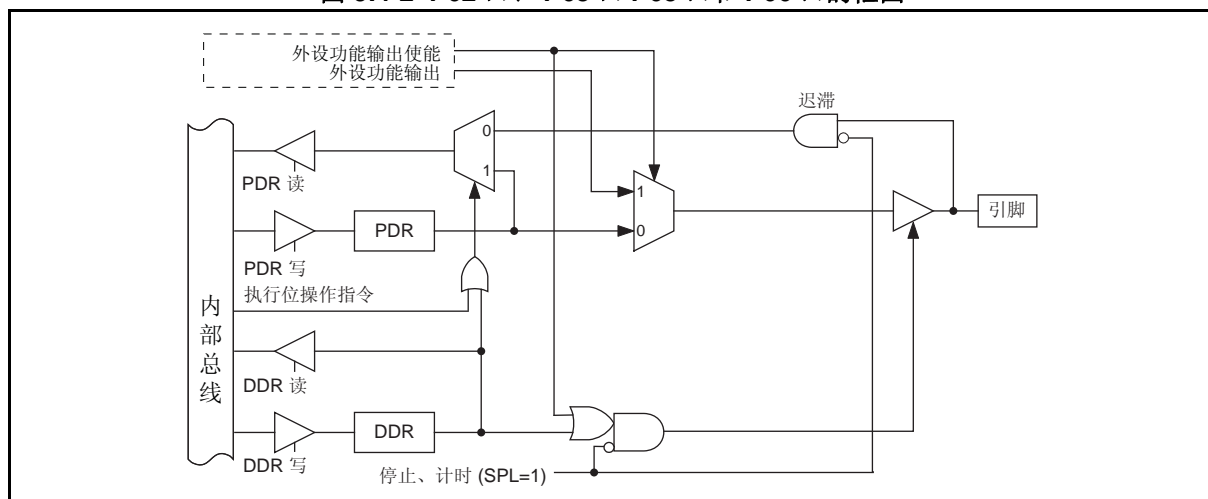 外设功能输出使能
外设功能输出
迟滞
0
1
PDR 读
1
0
引脚
PDR
PDR 写
执行位操作指令
内部总线
DDR 读
DDR
DDR 写
停止、计时 (SPL=1)